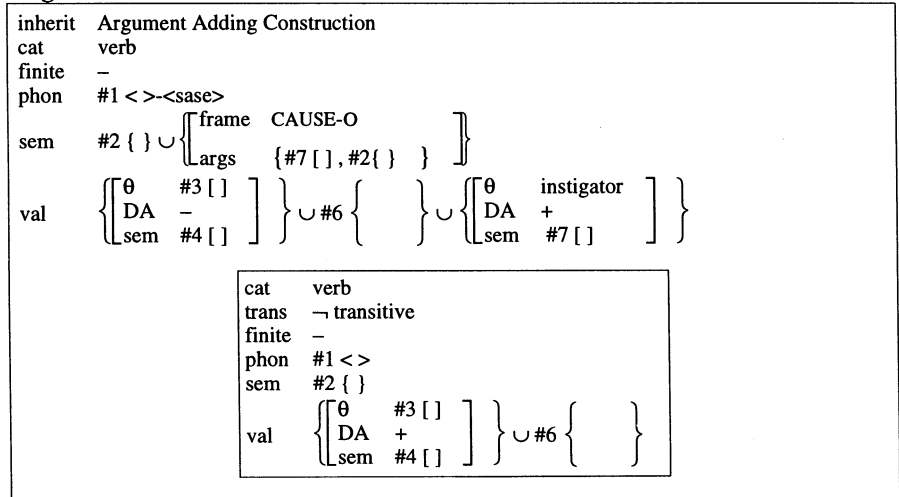 inherit Argument Adding Construction
cat verb
finite –
phon #1 < >-<sase>
sem #2 { } ∪ {[frame CAUSE-O
args {#7 [ ] , #2{ } } ]}
val {[θ #3 [ ]
DA –
sem #4 [ ] ] } ∪ #6 { } ∪ {[θ instigator
DA +
sem #7 [ ] ] }
cat verb
trans ¬ transitive
finite –
phon #1 < >
sem #2 { }
val {[θ #3 [ ]
DA +
sem #4 [ ] ] } ∪ #6 { }